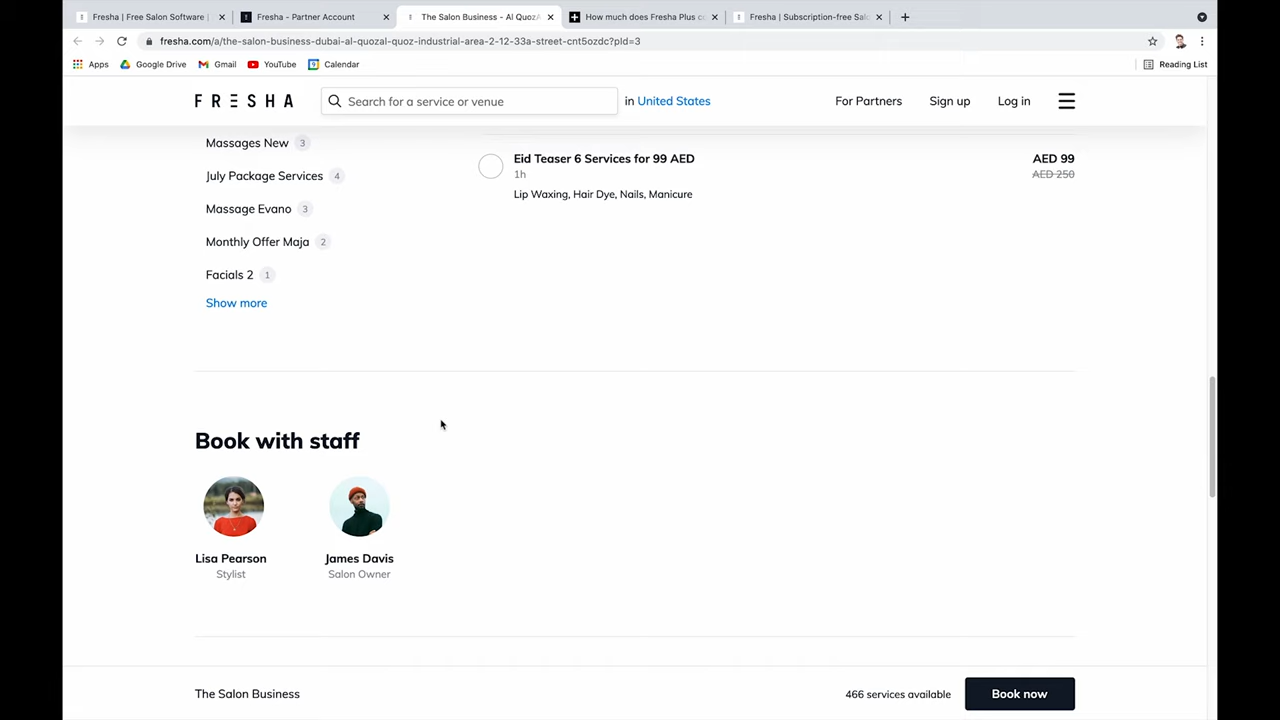 Fresha | Free Salon Software |
Fresha - Partner Account
The Salon Business - Al Quoz
How much does Fresha Plus co
Fresha | Subscription-free Sal
fresha.com/a/the-salon-business-dubai-al-quozal-quoz-industrial-area-2-12-33a-street-cnt5ozdc?pId=3
Apps
Google Drive
Gmail
YouTube
Calendar
Reading List
FRESHA
Search for a service or venue
in United States
For Partners
Sign up
Log in
Massages New 3
July Package Services 4
Massage Evano 3
Monthly Offer Maja 2
Facials 2 1
Show more
Eid Teaser 6 Services for 99 AED
AED 99
1h
AED 250
Lip Waxing, Hair Dye, Nails, Manicure
Book with staff
Lisa Pearson
Stylist
James Davis
Salon Owner
The Salon Business
466 services available
Book now